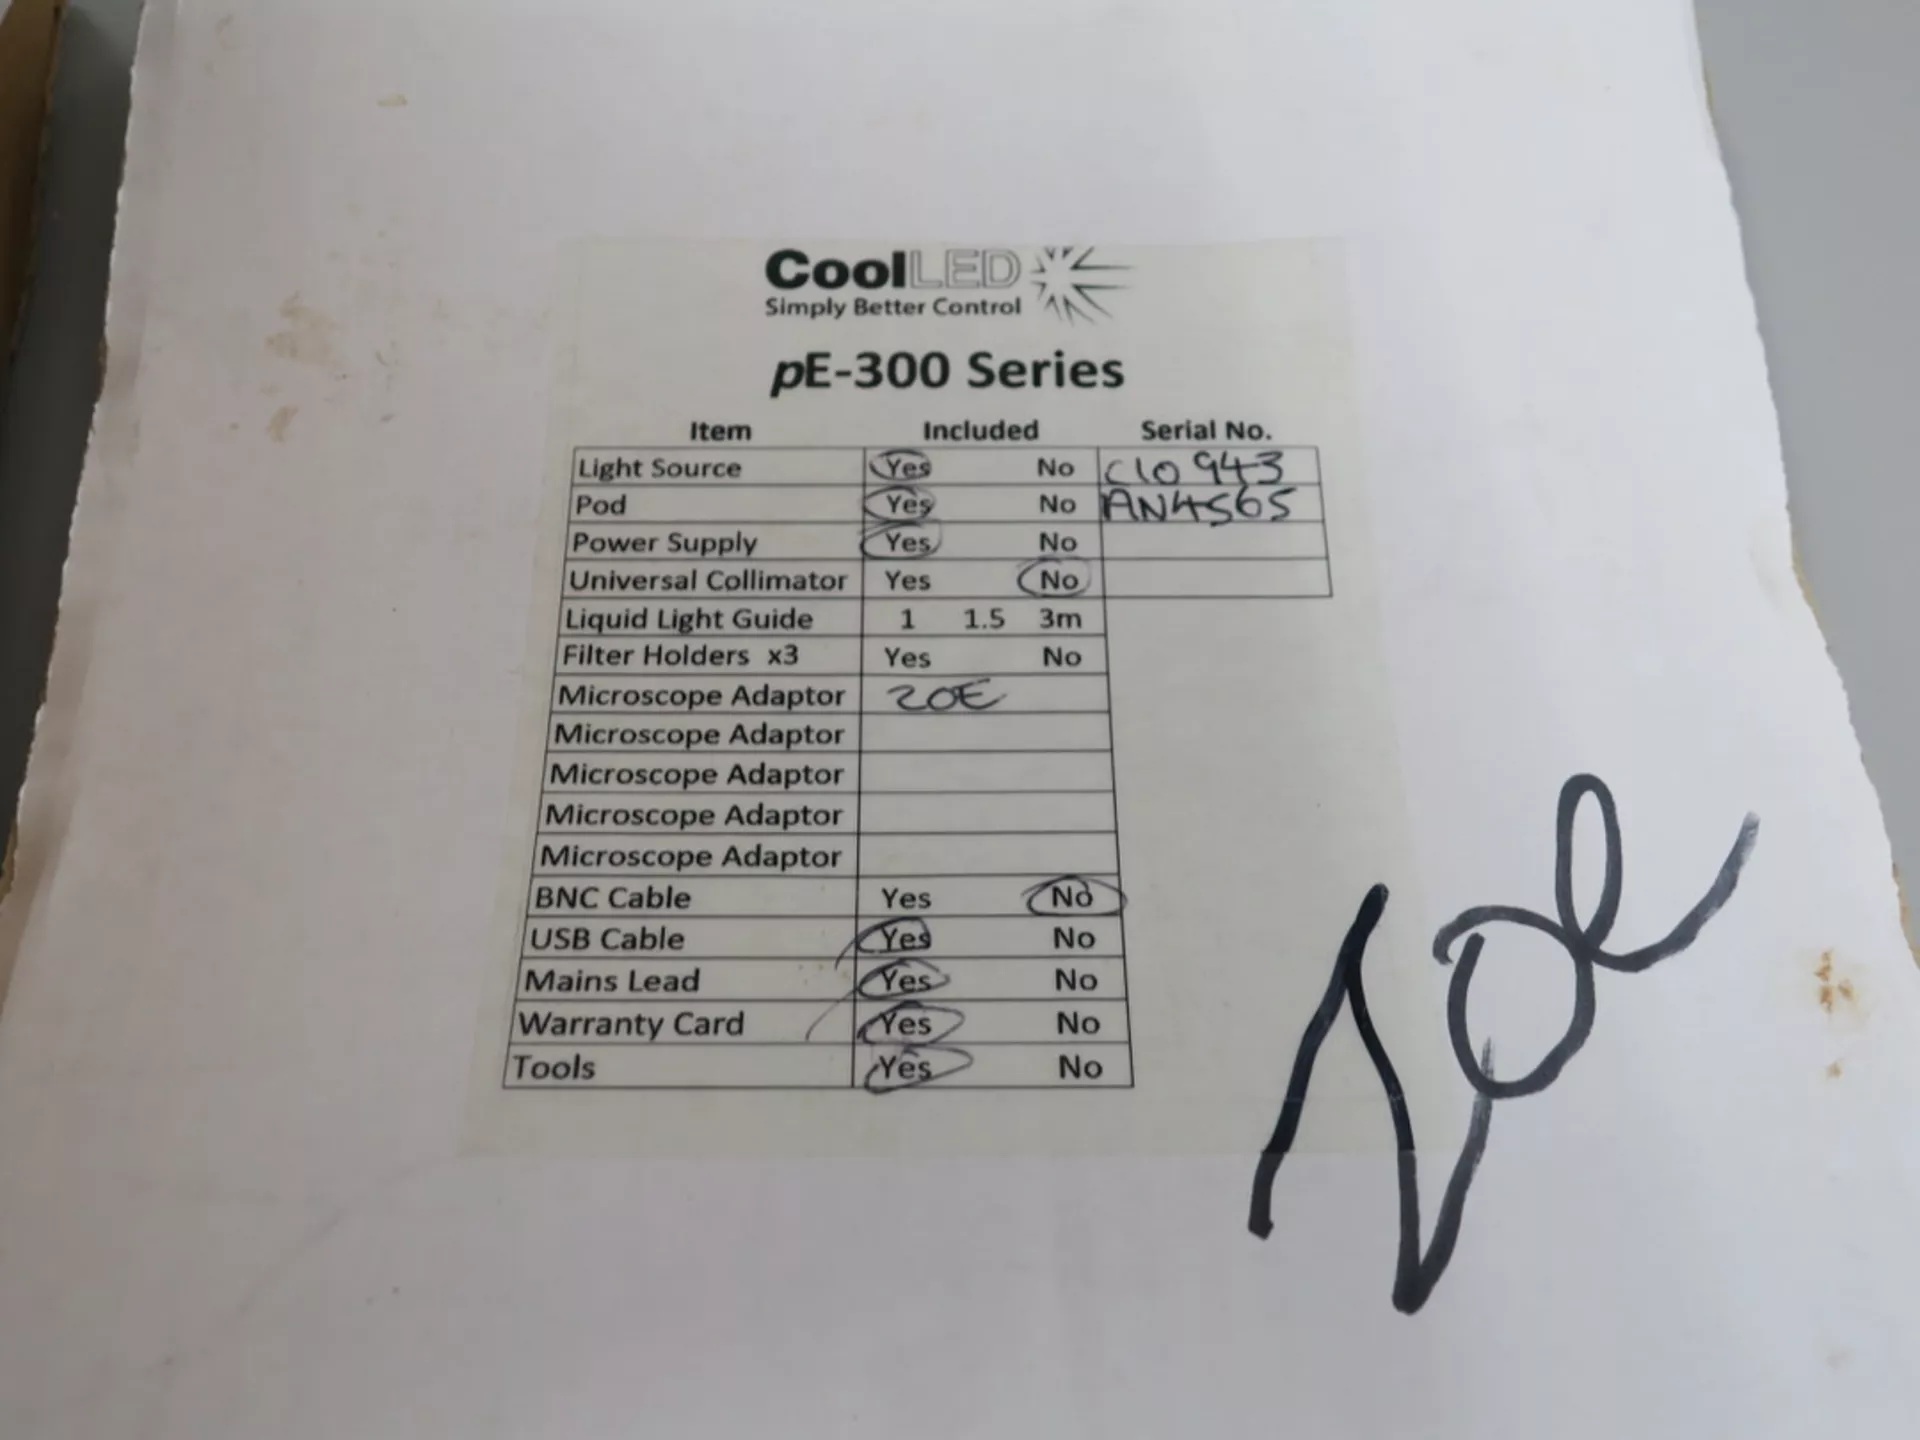 CoolLED
Simply Better Control
pE-300 Series
Item Included Serial No.
Light Source Yes No C10943
Pod Yes No AN4565
Power Supply Yes No
Universal Collimator Yes No
Liquid Light Guide 1 1.5 3m
Filter Holders x3 Yes No
Microscope Adaptor ZOE
Microscope Adaptor
Microscope Adaptor
Microscope Adaptor
Microscope Adaptor
BNC Cable Yes No
USB Cable Yes No
Mains Lead Yes No
Warranty Card Yes No
Tools Yes No
Zoe